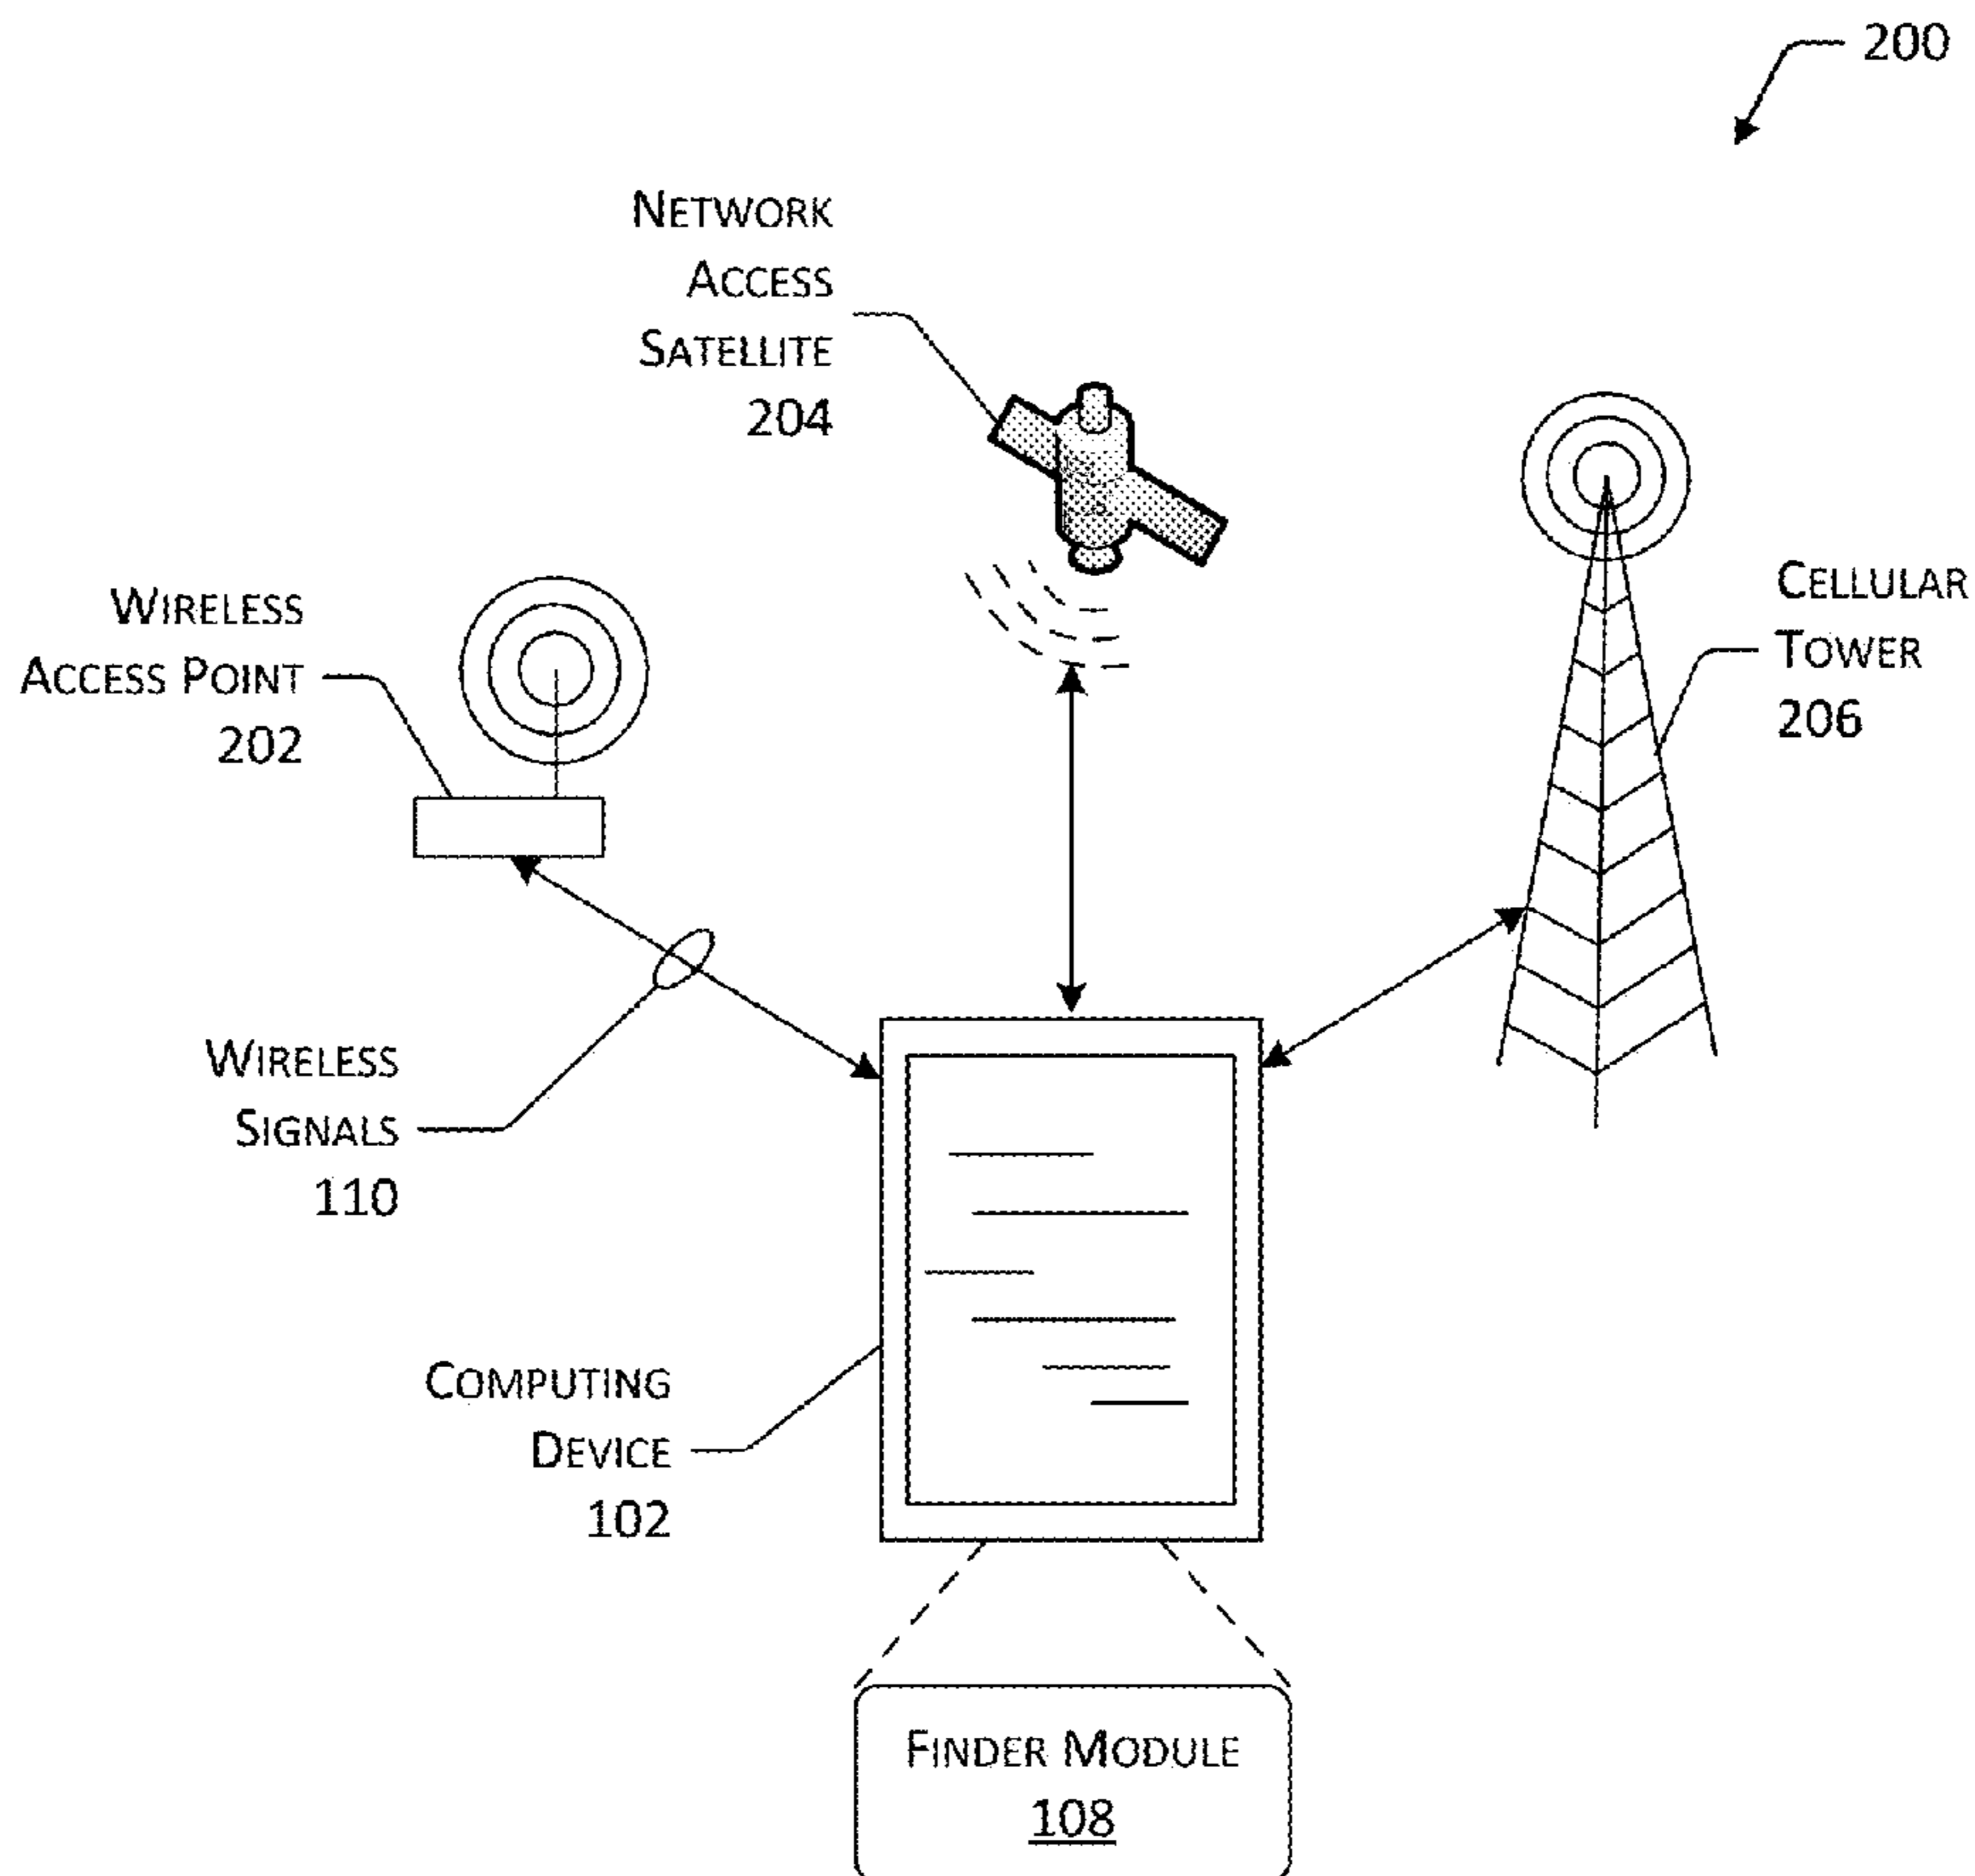 200
NETWORK
ACCESS
SATELLITE
204
WIRELESS
ACCESS POINT
202
CELLULAR
TOWER
206
WIRELESS
SIGNALS
110
COMPUTING
DEVICE
102
FINDER MODULE
108